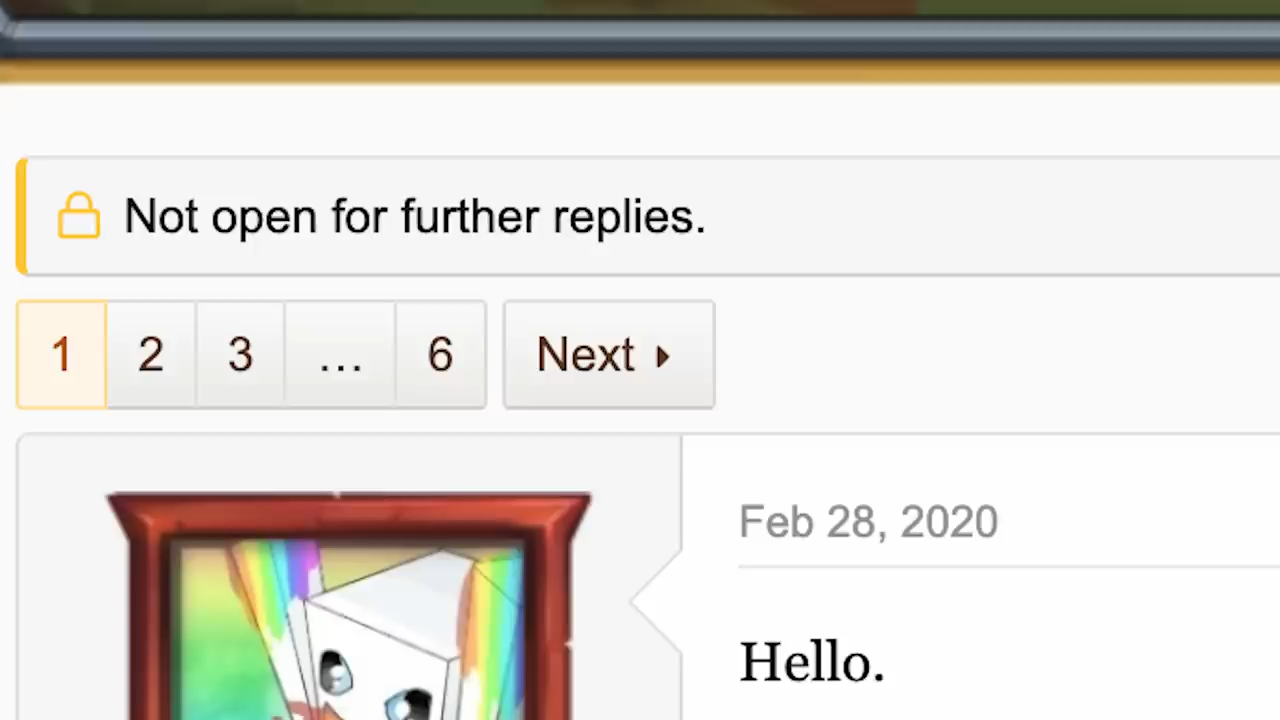 Not open for further replies.
1 2 3 ... 6 Next
Feb 28, 2020
Hello.